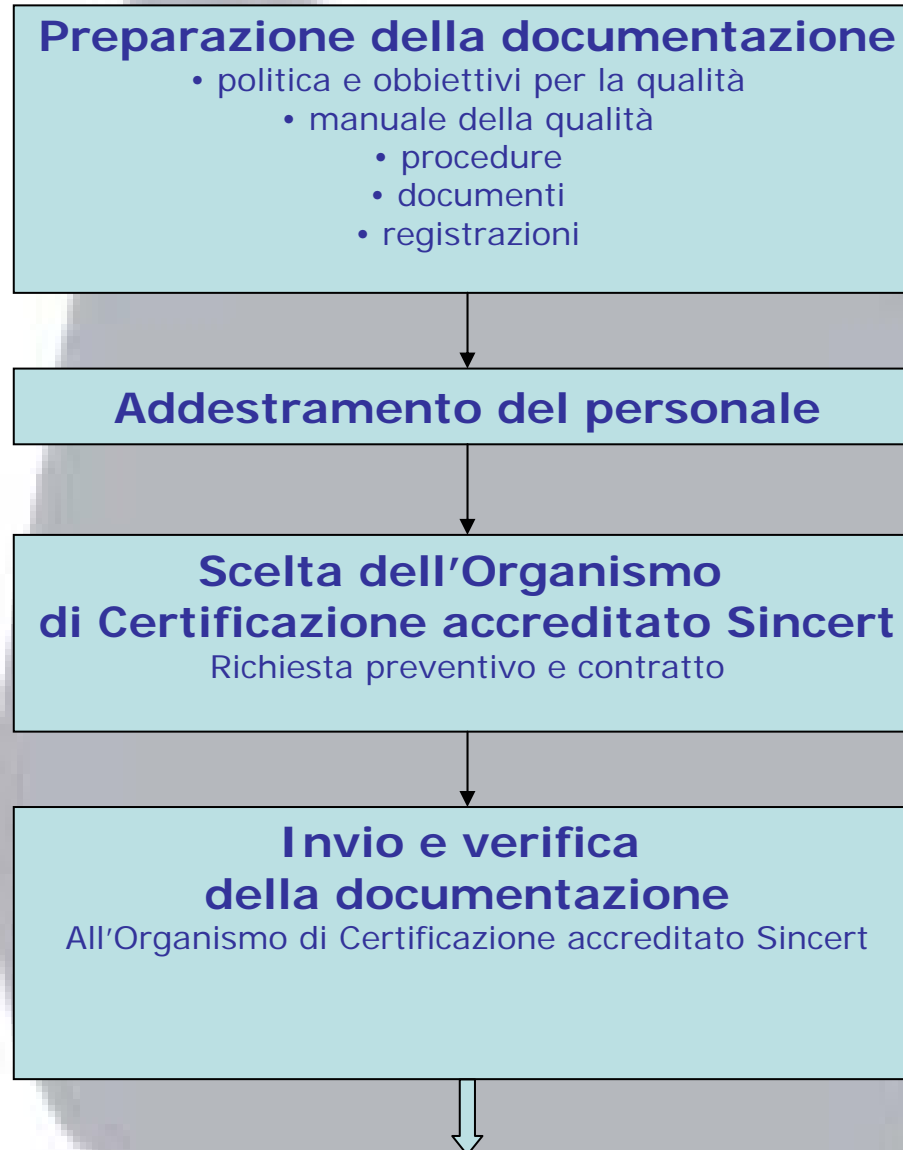 Preparazione della documentazione
• politica e obbiettivi per la qualità
• manuale della qualità
• procedure
• documenti
• registrazioni
Addestramento del personale
Scelta dell'Organismo
di Certificazione accreditato Sincert
Richiesta preventivo e contratto
Invio e verifica
della documentazione
All'Organismo di Certificazione accreditato Sincert